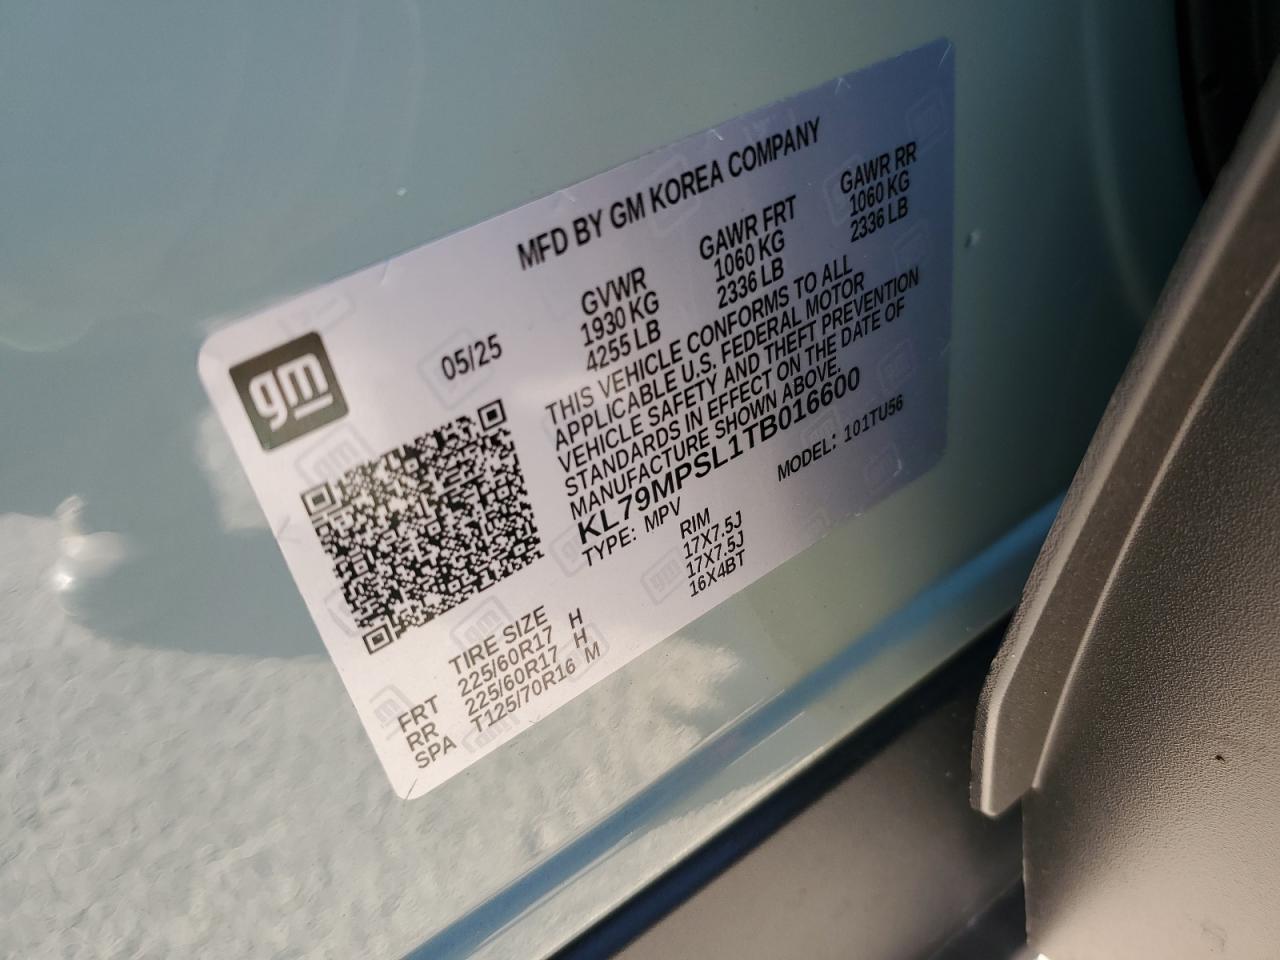 gm
MFD BY GM KOREA COMPANY
05/25
GVWR GAWR FRT GAWR RR
1930 KG 1060 KG 1060 KG
4255 LB 2336 LB 2336 LB
THIS VEHICLE CONFORMS TO ALL
APPLICABLE U.S. FEDERAL MOTOR
VEHICLE SAFETY AND THEFT PREVENTION
STANDARDS IN EFFECT ON THE DATE OF
MANUFACTURE SHOWN ABOVE.
KL79MPSL1TB016600
TYPE: MPV MODEL: 101TU56
TIRE SIZE RIM
FRT 225/60R17 H 17X7.5J
RR 225/60R17 H 17X7.5J
SPA T125/70R16 M 16X4BT